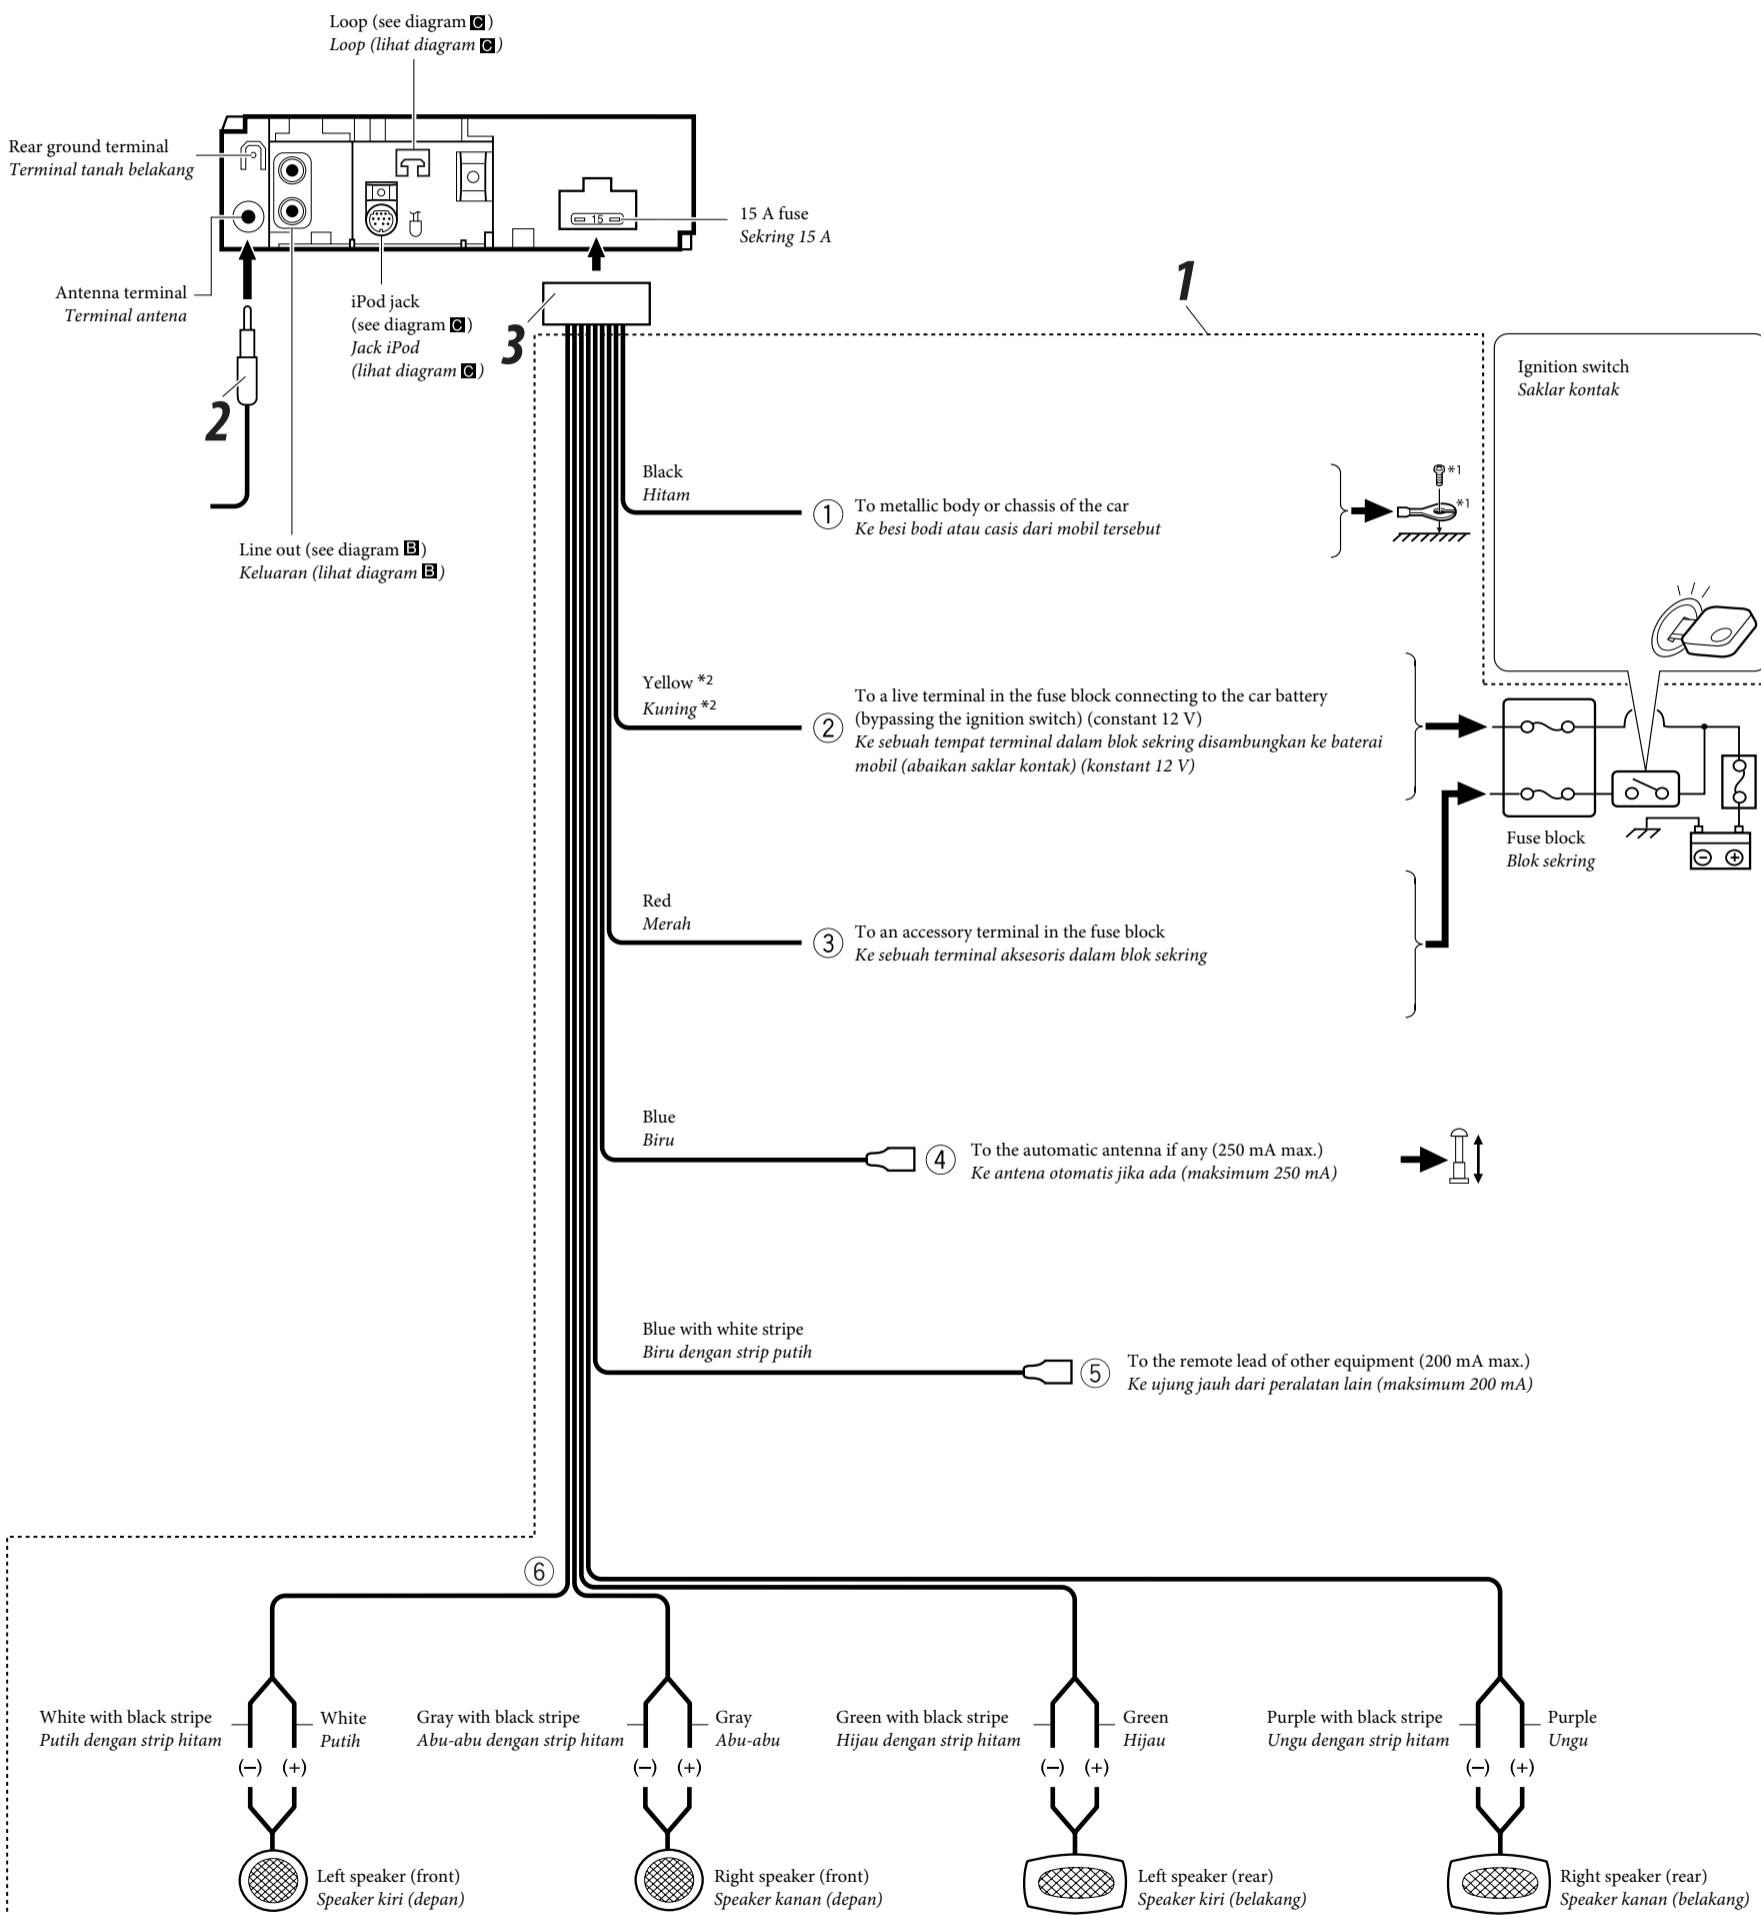 Loop (see diagram C)
Loop (lihat diagram C)
Rear ground terminal
Terminal tanah belakang
15
15 A fuse
Sekring 15 A
Antenna terminal
Terminal antena
iPod jack
(see diagram C)
Jack iPod
(lihat diagram C)
1
2
3
Ignition switch
Saklar kontak
Line out (see diagram B)
Keluaran (lihat diagram B)
Black
Hitam
① To metallic body or chassis of the car
Ke besi bodi atau casis dari mobil tersebut
*1
*1
Yellow *2
Kuning *2
② To a live terminal in the fuse block connecting to the car battery
(bypassing the ignition switch) (constant 12 V)
Ke sebuah tempat terminal dalam blok sekring disambungkan ke baterai
mobil (abaikan saklar kontak) (konstant 12 V)
Fuse block
Blok sekring
Red
Merah
③ To an accessory terminal in the fuse block
Ke sebuah terminal aksesoris dalam blok sekring
Blue
Biru
④ To the automatic antenna if any (250 mA max.)
Ke antena otomatis jika ada (maksimum 250 mA)
Blue with white stripe
Biru dengan strip putih
⑤ To the remote lead of other equipment (200 mA max.)
Ke ujung jauh dari peralatan lain (maksimum 200 mA)
⑥
White with black stripe
Putih dengan strip hitam
White
Putih
Gray with black stripe
Abu-abu dengan strip hitam
Gray
Abu-abu
Green with black stripe
Hijau dengan strip hitam
Green
Hijau
Purple with black stripe
Ungu dengan strip hitam
Purple
Ungu
(−) (+) (−) (+) (−) (+) (−) (+)
Left speaker (front)
Speaker kiri (depan)
Right speaker (front)
Speaker kanan (depan)
Left speaker (rear)
Speaker kiri (belakang)
Right speaker (rear)
Speaker kanan (belakang)